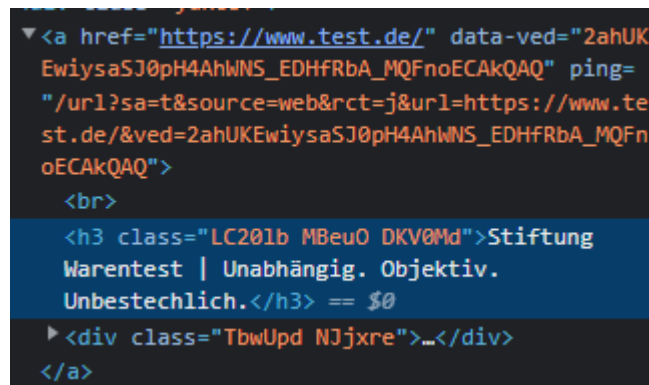 ▼<a href="https://www.test.de/" data-ved="2ahUK
EwiysaSJ0pH4AhWNS_EDHfRbA_MQFnoECAkQAQ" ping=
"/url?sa=t&source=web&rct=j&url=https://www.te
st.de/&ved=2ahUKEwiysaSJ0pH4AhWNS_EDHfRbA_MQFn
oECAkQAQ">
<br>
<h3 class="LC20lb MBeuO DKV0Md">Stiftung
Warentest | Unabhängig. Objektiv.
Unbestechlich.</h3> == $0
▶<div class="TbwUpd NJjxre">…</div>
</a>